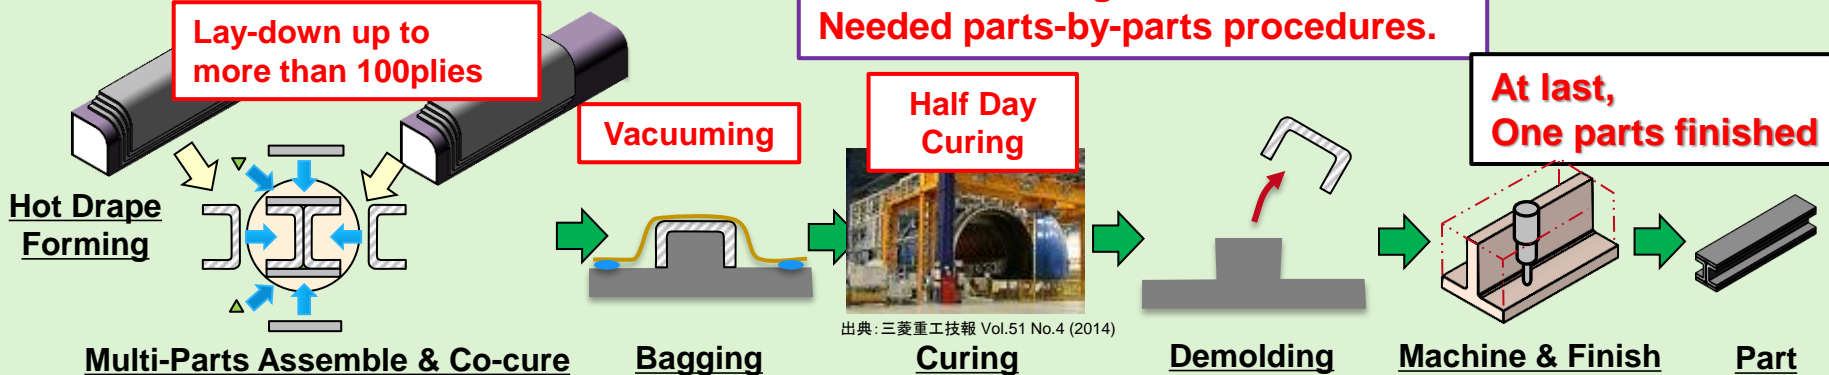 Needed parts-by-parts procedures.
Lay-down up to
more than 100plies
At last,
One parts finished
Half Day
Curing
Vacuuming
Hot Drape
Forming
出典:三菱重工技報 Vol.51 No.4 (2014)
Multi-Parts Assemble & Co-cure
Bagging
Curing
Demolding
Machine & Finish
Part